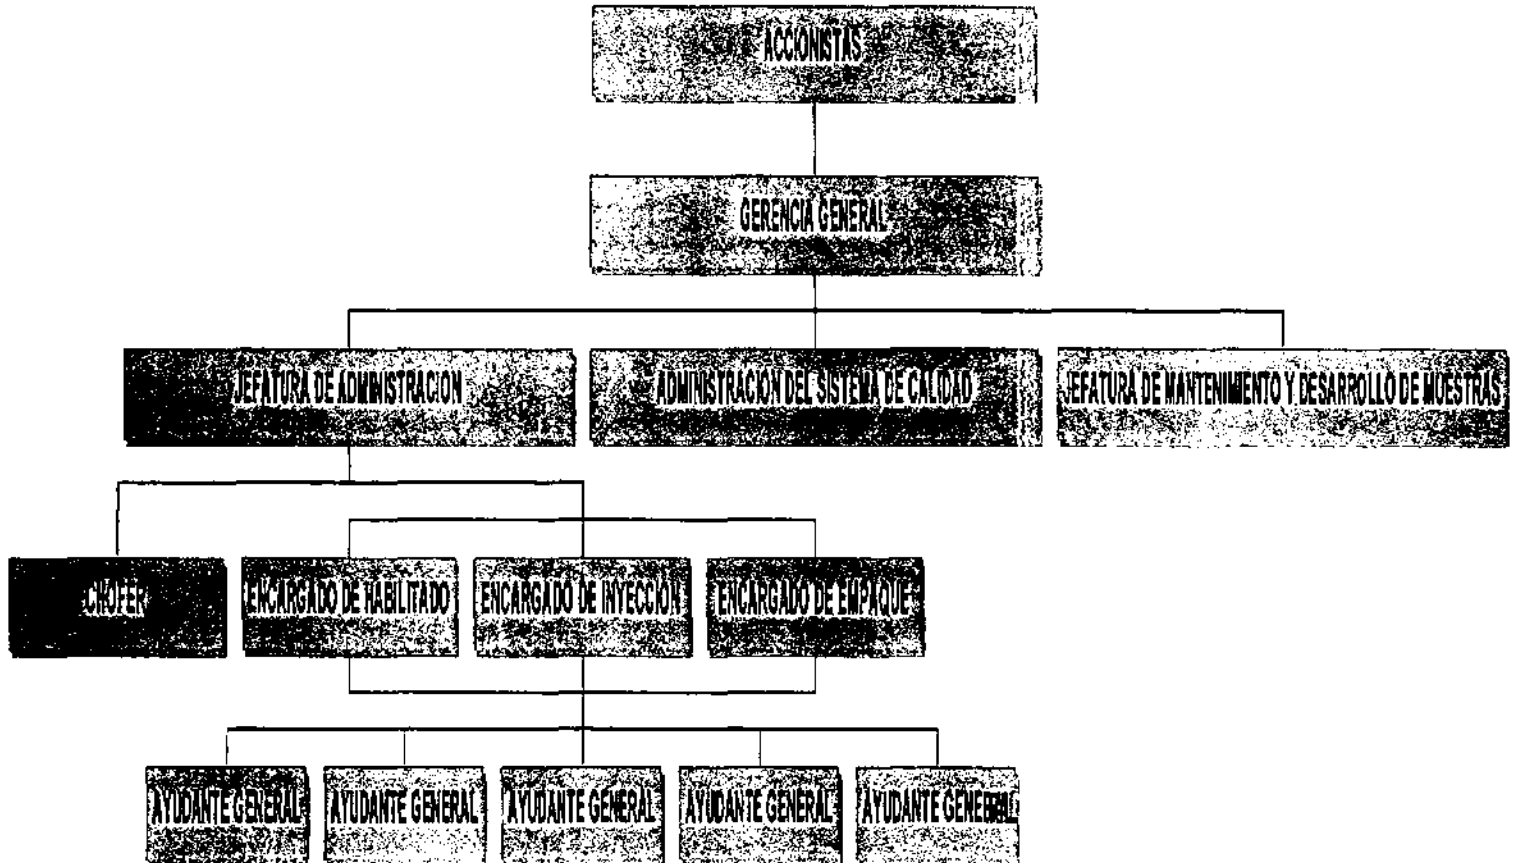 ACCIONISTAS
GERENCIA GENERAL
JEFATURA DE ADMINISTRACION
ADMINISTRACION DEL SISTEMA DE CALIDAD
JEFATURA DE MANTENIMIENTO Y DESARROLLO DE MUESTRAS
CHOFER
ENCARGADO DE HABILITADO
ENCARGADO DE INYECCION
ENCARGADO DE EMPAQUE
AYUDANTE GENERAL
AYUDANTE GENERAL
AYUDANTE GENERAL
AYUDANTE GENERAL
AYUDANTE GENERAL